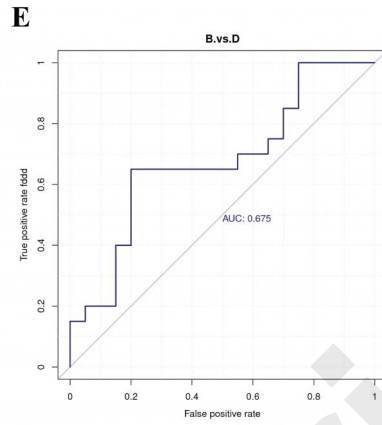 E
B.vs.D
1
0.8
0.6
0.4
0.2
0
True positive rate fddd
AUC: 0.675
0 0.2 0.4 0.6 0.8 1
False positive rate